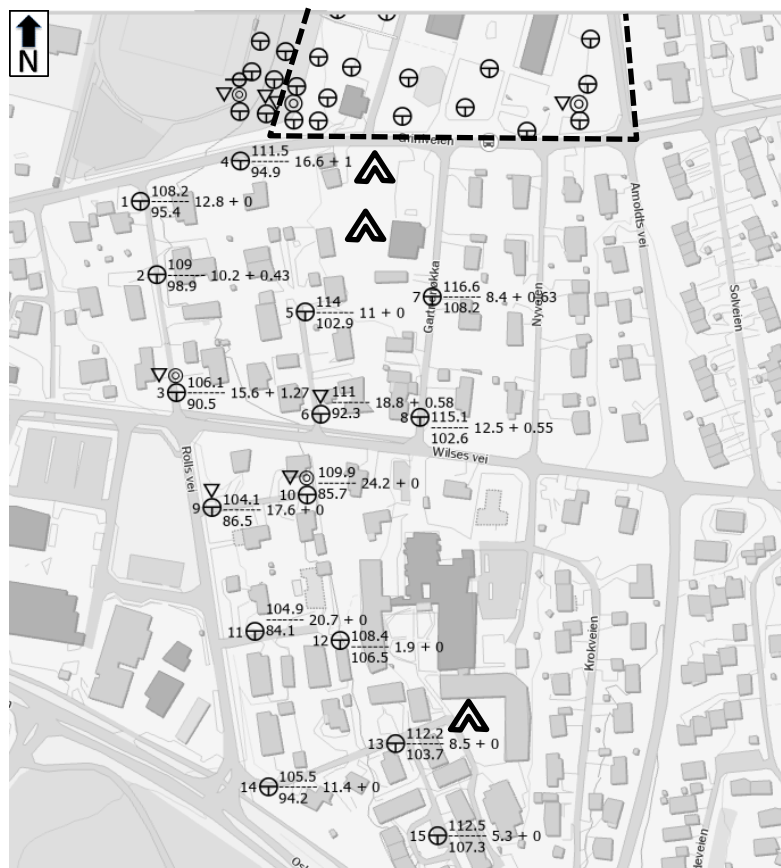 N
Griniveien
4 111.5 16.6 + 1
94.9
1 108.2 12.8 + 0
95.4
Arnoldts vei
2 109 10.2 + 0.43
98.9
Solveien
5 114 11 + 0
102.9
7 116.6 8.4 + 0.63
108.2
Nyveien
3 106.1 15.6 + 1.27
90.5
6 111 18.8 + 0.58
92.3
8 115.1 12.5 + 0.55
102.6
Wilses vei
Rolls vei
10 109.9 24.2 + 0
85.7
9 104.1 17.6 + 0
86.5
11 104.9 20.7 + 0
84.1
12 108.4 1.9 + 0
106.5
Krokveien
13 112.2 8.5 + 0
103.7
14 105.5 11.4 + 0
94.2
15 112.5 5.3 + 0
107.3